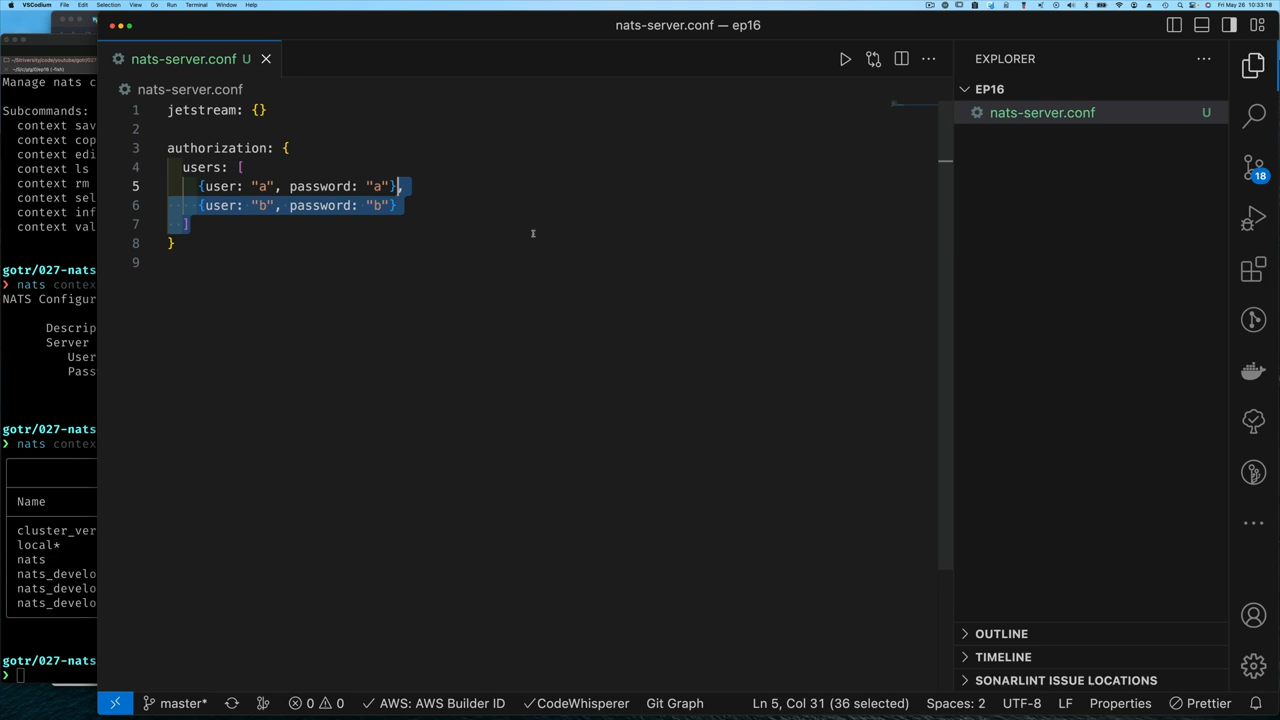 VSCodium File Edit Selection View Go Run Terminal Window Help
Fri May 26 10:33:18
nats-server.conf — ep16
Manage nats c
Subcommands:
context sav
context cop
context edi
context ls
context rm
context sel
context inf
context val
gotr/027-nats
❯ nats contex
NATS Configur
Descrip
Server
User
Pass
gotr/027-nats
❯ nats contex
Name
cluster_ver
local*
nats
nats_develo
nats_develo
nats_develo
gotr/027-nats
❯
nats-server.conf U
nats-server.conf
1 jetstream: {}
2
3 authorization: {
4 users: [
5 {user: "a", password: "a"},
6 {user: "b", password: "b"}
7 ]
8 }
9
EXPLORER
EP16
nats-server.conf U
18
OUTLINE
TIMELINE
SONARLINT ISSUE LOCATIONS
master* 0 0 AWS: AWS Builder ID CodeWhisperer Git Graph Ln 5, Col 31 (36 selected) Spaces: 2 UTF-8 LF Properties Prettier